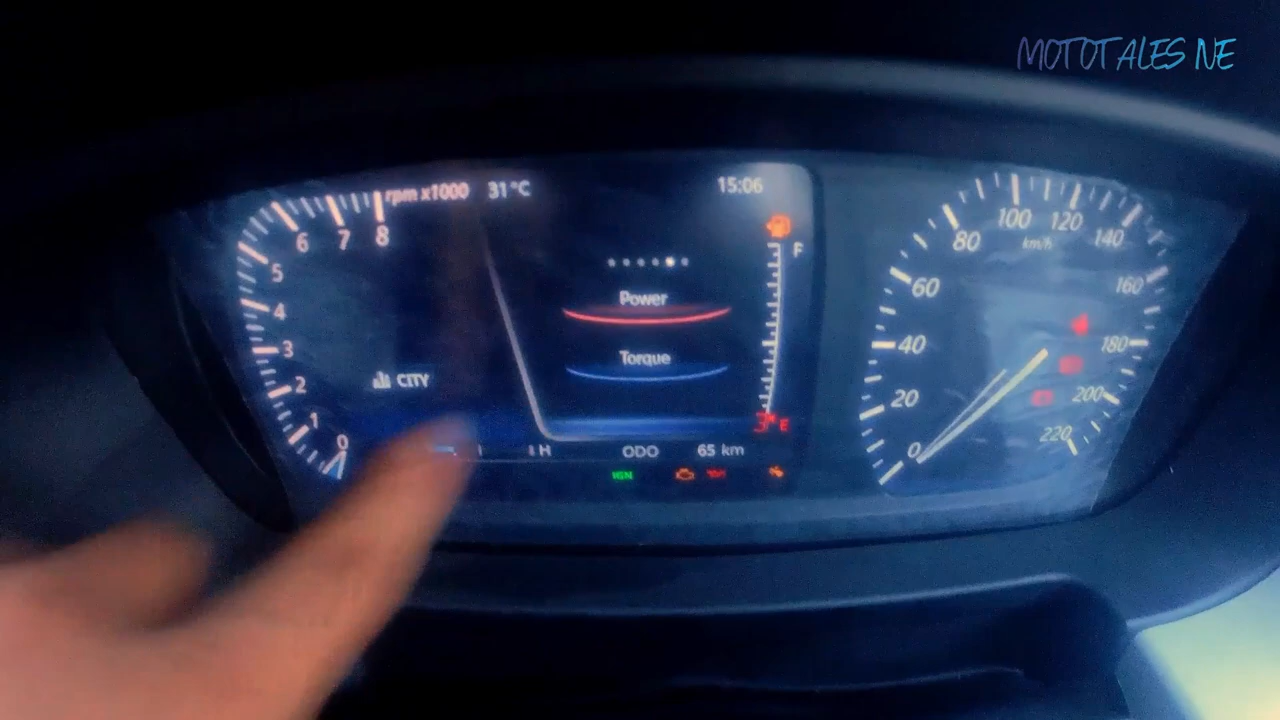 MOTOTALES NE
rpm x1000
31°C
15:06
0
1
2
3
4
5
6
7
8
F
E
Power
Torque
CITY
H
ODO
65 km
IGN
0
20
40
60
80
100
120
140
160
180
200
220
km/h